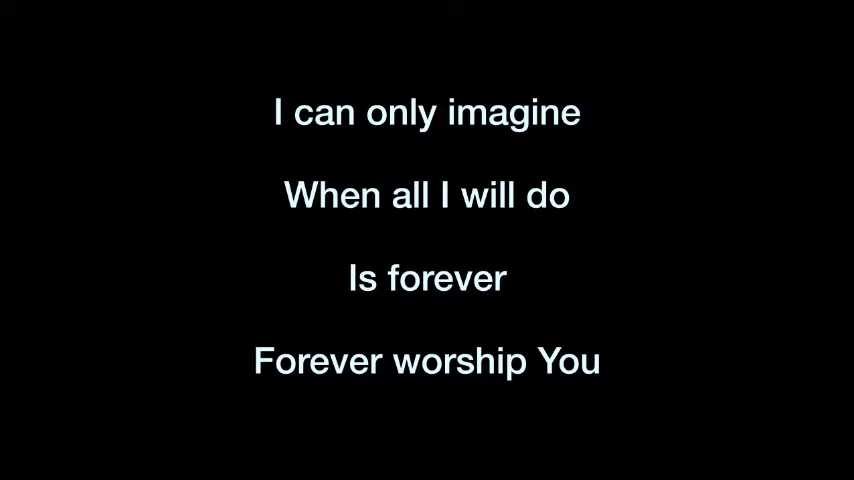 I can only imagine
When all I will do
Is forever
Forever worship You